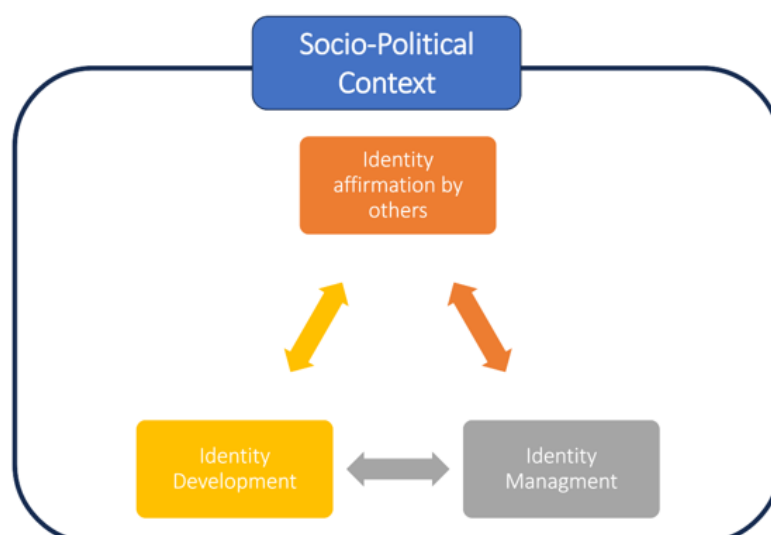 Socio-Political
Context
Identity
affirmation by
others
Identity
Development
Identity
Managment